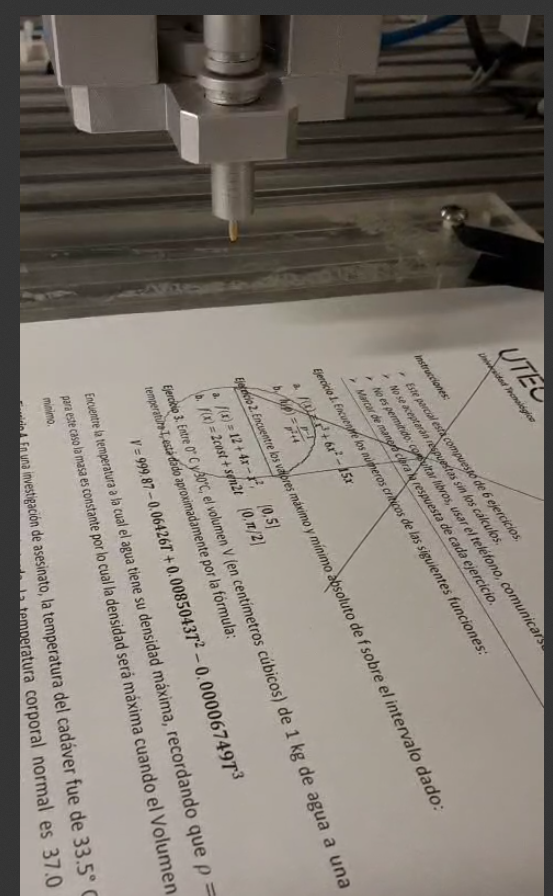 UTEC
Universidad Tecnológica
Instrucciones:
➤ Este parcial está compuesto de 6 ejercicios.
➤ No se aceptarán respuestas sin los cálculos.
➤ No es permitido: consultar libros, usar el teléfono, comunicars
➤ Marcar de manera clara la respuesta de cada ejercicio.
Ejercicio 1. Encuentre los números críticos de las siguientes funciones:
a. f(x) = x³ + 6x² − 15x
b.
Ejercicio 2. Encuentre los valores máximo y mínimo absoluto de f sobre el intervalo dado:
a. f(x) = 12 + 4x − x², [0,5]
b. f(x) = 2cost + sen2t [0, π/2]
Ejercicio 3. Entre 0°C y 30°C, el volumen V (en centímetros cúbicos) de 1 kg de agua a una
temperatura T, está dado aproximadamente por la fórmula:
V = 999.87 − 0.06426T + 0.0085043T² − 0.00006749T³
Encuentre la temperatura a la cual el agua tiene su densidad máxima, recordando que ρ =
para este caso la masa es constante por lo cual la densidad será máxima cuando el Volumen
mínimo.
4. En una investigación de asesinato, la temperatura del cadáver fue de 33.5° C
la temperatura corporal normal es 37.0